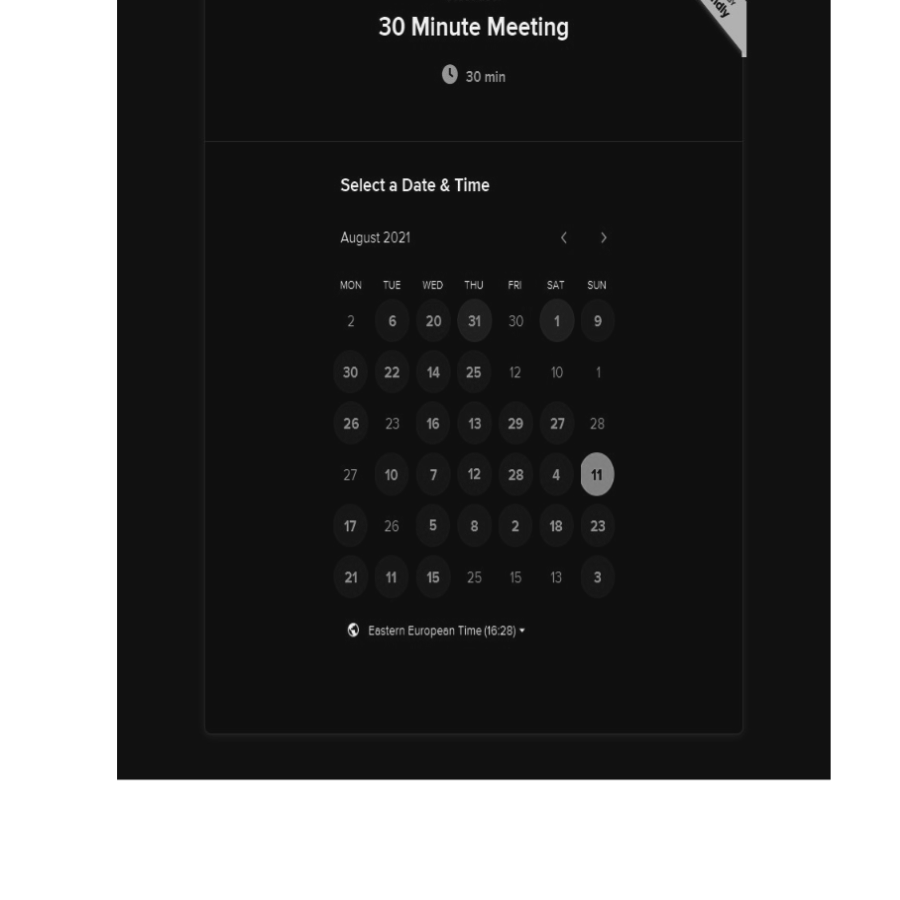 ndly
30 Minute Meeting
30 min
Select a Date & Time
August 2021
MON TUE WED THU FRI SAT SUN
2 6 20 31 30 1 9
30 22 14 25 12 10 1
26 23 16 13 29 27 28
27 10 7 12 28 4 11
17 26 5 8 2 18 23
21 11 15 25 15 13 3
Eastern European Time (16:28)